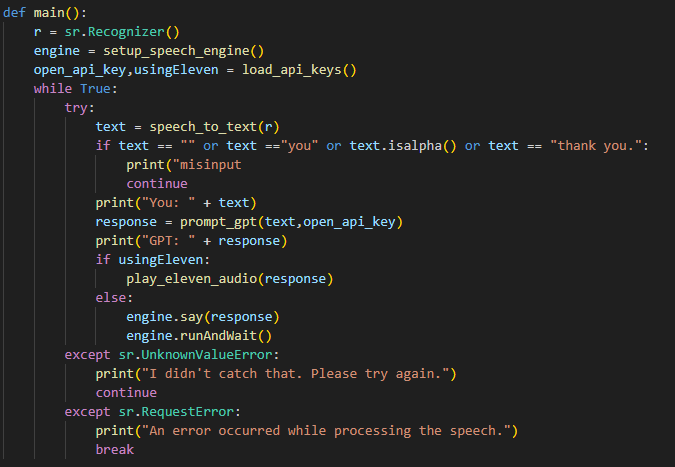 def main():
    r = sr.Recognizer()
    engine = setup_speech_engine()
    open_api_key,usingEleven = load_api_keys()
    while True:
        try:
            text = speech_to_text(r)
            if text == "" or text =="you" or text.isalpha() or text == "thank you.":
                print("misinput
                continue
            print("You: " + text)
            response = prompt_gpt(text,open_api_key)
            print("GPT: " + response)
            if usingEleven:
                play_eleven_audio(response)
            else:
                engine.say(response)
                engine.runAndWait()
        except sr.UnknownValueError:
            print("I didn't catch that. Please try again.")
            continue
        except sr.RequestError:
            print("An error occurred while processing the speech.")
            break